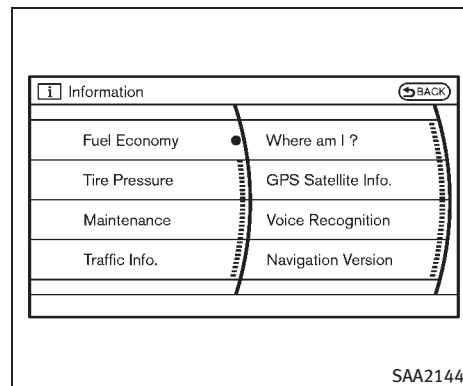 i Information
BACK
Fuel Economy
Where am I ?
Tire Pressure
GPS Satellite Info.
Maintenance
Voice Recognition
Traffic Info.
Navigation Version
SAA2144